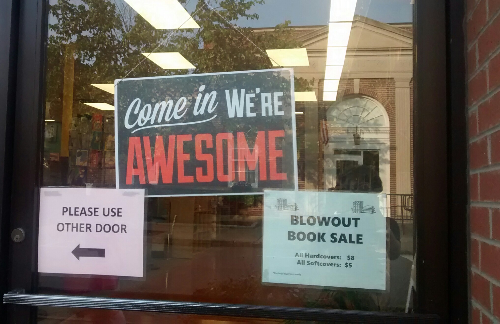 Come in WE'RE
AWESOME
PLEASE USE
OTHER DOOR
BLOWOUT
BOOK SALE
All Hardcovers: $8
All Softcovers: $5